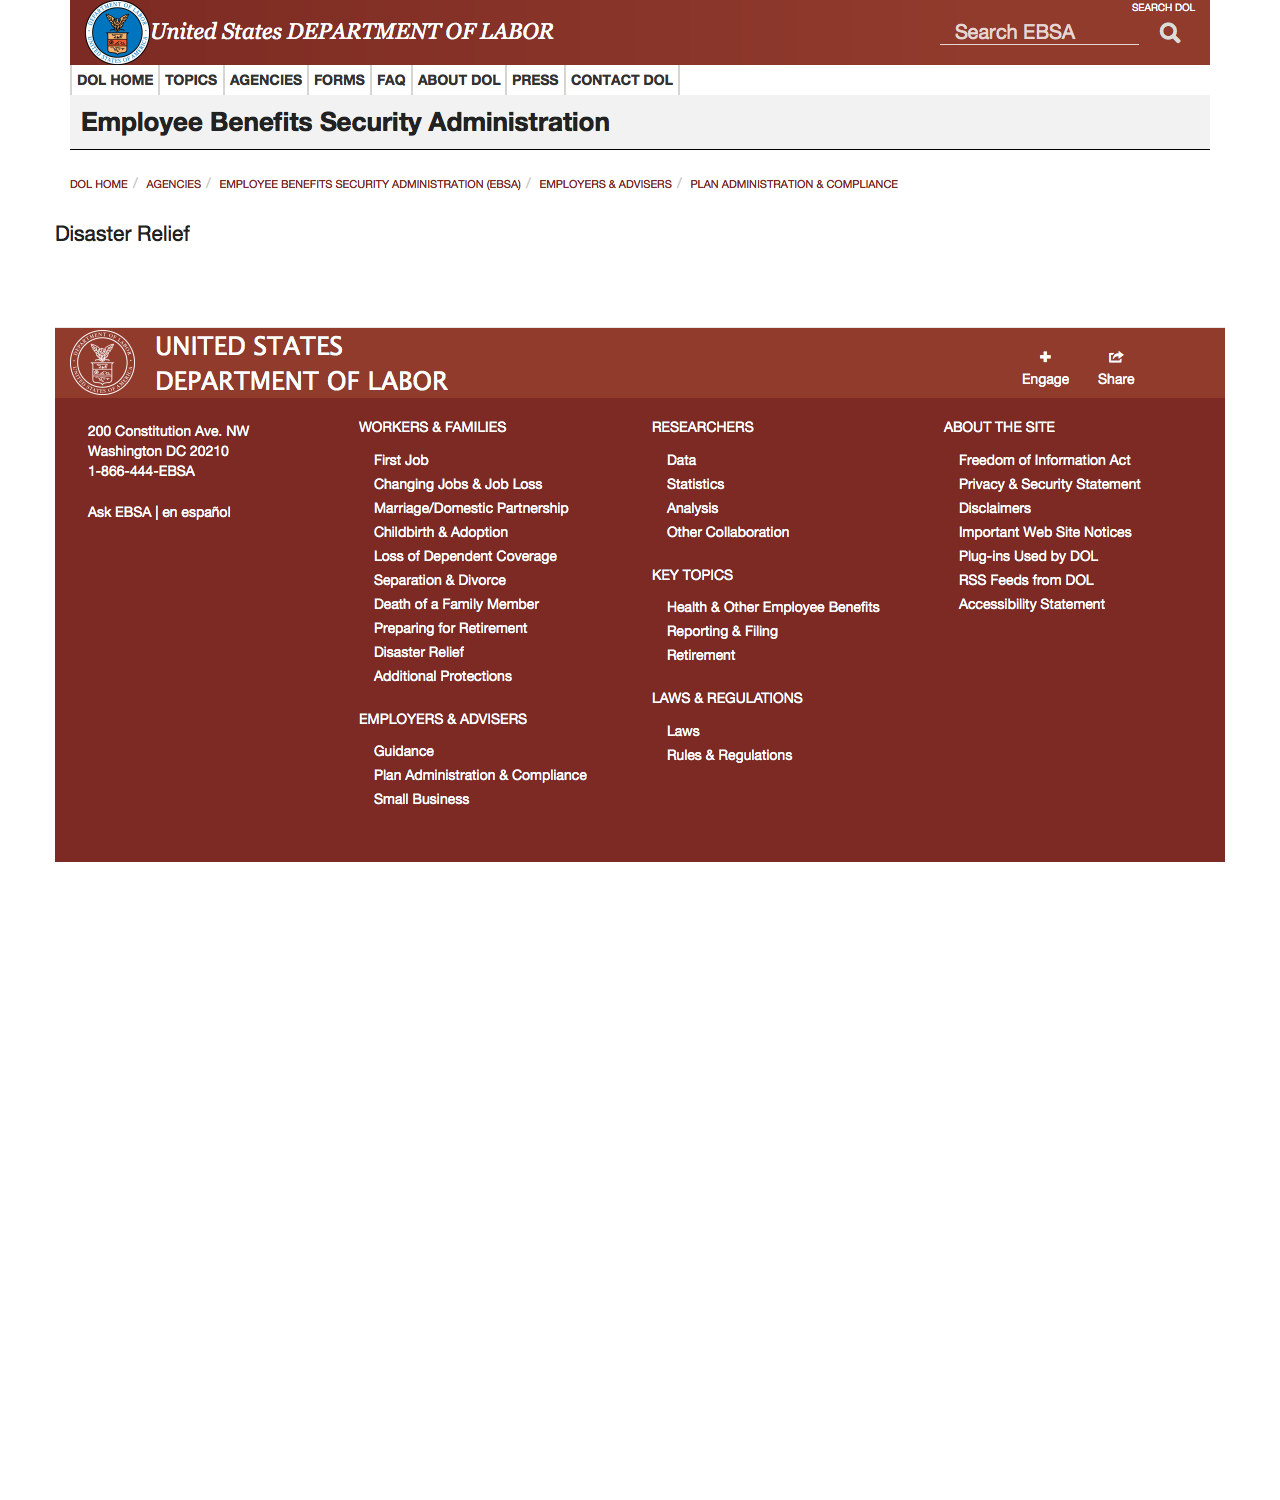 SEARCH DOL
United States DEPARTMENT OF LABOR
Search EBSA
DOL HOME TOPICS AGENCIES FORMS FAQ ABOUT DOL PRESS CONTACT DOL
Employee Benefits Security Administration
DOL HOME / AGENCIES / EMPLOYEE BENEFITS SECURITY ADMINISTRATION (EBSA) / EMPLOYERS & ADVISERS / PLAN ADMINISTRATION & COMPLIANCE
Disaster Relief
UNITED STATES
DEPARTMENT OF LABOR
Engage Share
200 Constitution Ave. NW
Washington DC 20210
1-866-444-EBSA
Ask EBSA | en español
WORKERS & FAMILIES
First Job
Changing Jobs & Job Loss
Marriage/Domestic Partnership
Childbirth & Adoption
Loss of Dependent Coverage
Separation & Divorce
Death of a Family Member
Preparing for Retirement
Disaster Relief
Additional Protections
EMPLOYERS & ADVISERS
Guidance
Plan Administration & Compliance
Small Business
RESEARCHERS
Data
Statistics
Analysis
Other Collaboration
KEY TOPICS
Health & Other Employee Benefits
Reporting & Filing
Retirement
LAWS & REGULATIONS
Laws
Rules & Regulations
ABOUT THE SITE
Freedom of Information Act
Privacy & Security Statement
Disclaimers
Important Web Site Notices
Plug-ins Used by DOL
RSS Feeds from DOL
Accessibility Statement